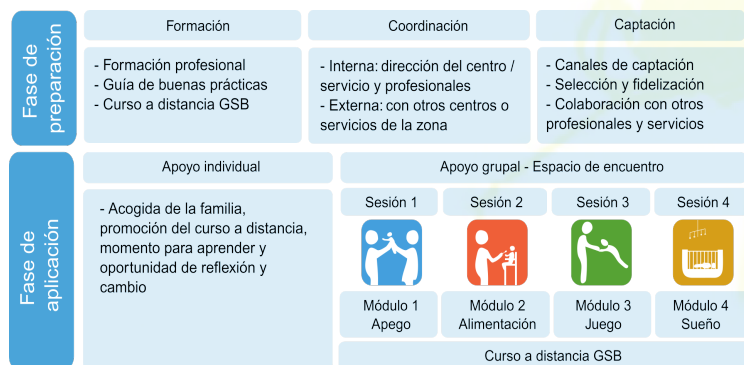 Fase de
preparación
Formación
- Formación profesional
- Guía de buenas prácticas
- Curso a distancia GSB
Coordinación
- Interna: dirección del centro /
servicio y profesionales
- Externa: con otros centros o
servicios de la zona
Captación
- Canales de captación
- Selección y fidelización
- Colaboración con otros
profesionales y servicios
Fase de
aplicación
Apoyo individual
- Acogida de la familia,
promoción del curso a distancia,
momento para aprender y
oportunidad de reflexión y
cambio
Apoyo grupal - Espacio de encuentro
Sesión 1
Sesión 2
Sesión 3
Sesión 4
Módulo 1
Apego
Módulo 2
Alimentación
Módulo 3
Juego
Módulo 4
Sueño
Curso a distancia GSB